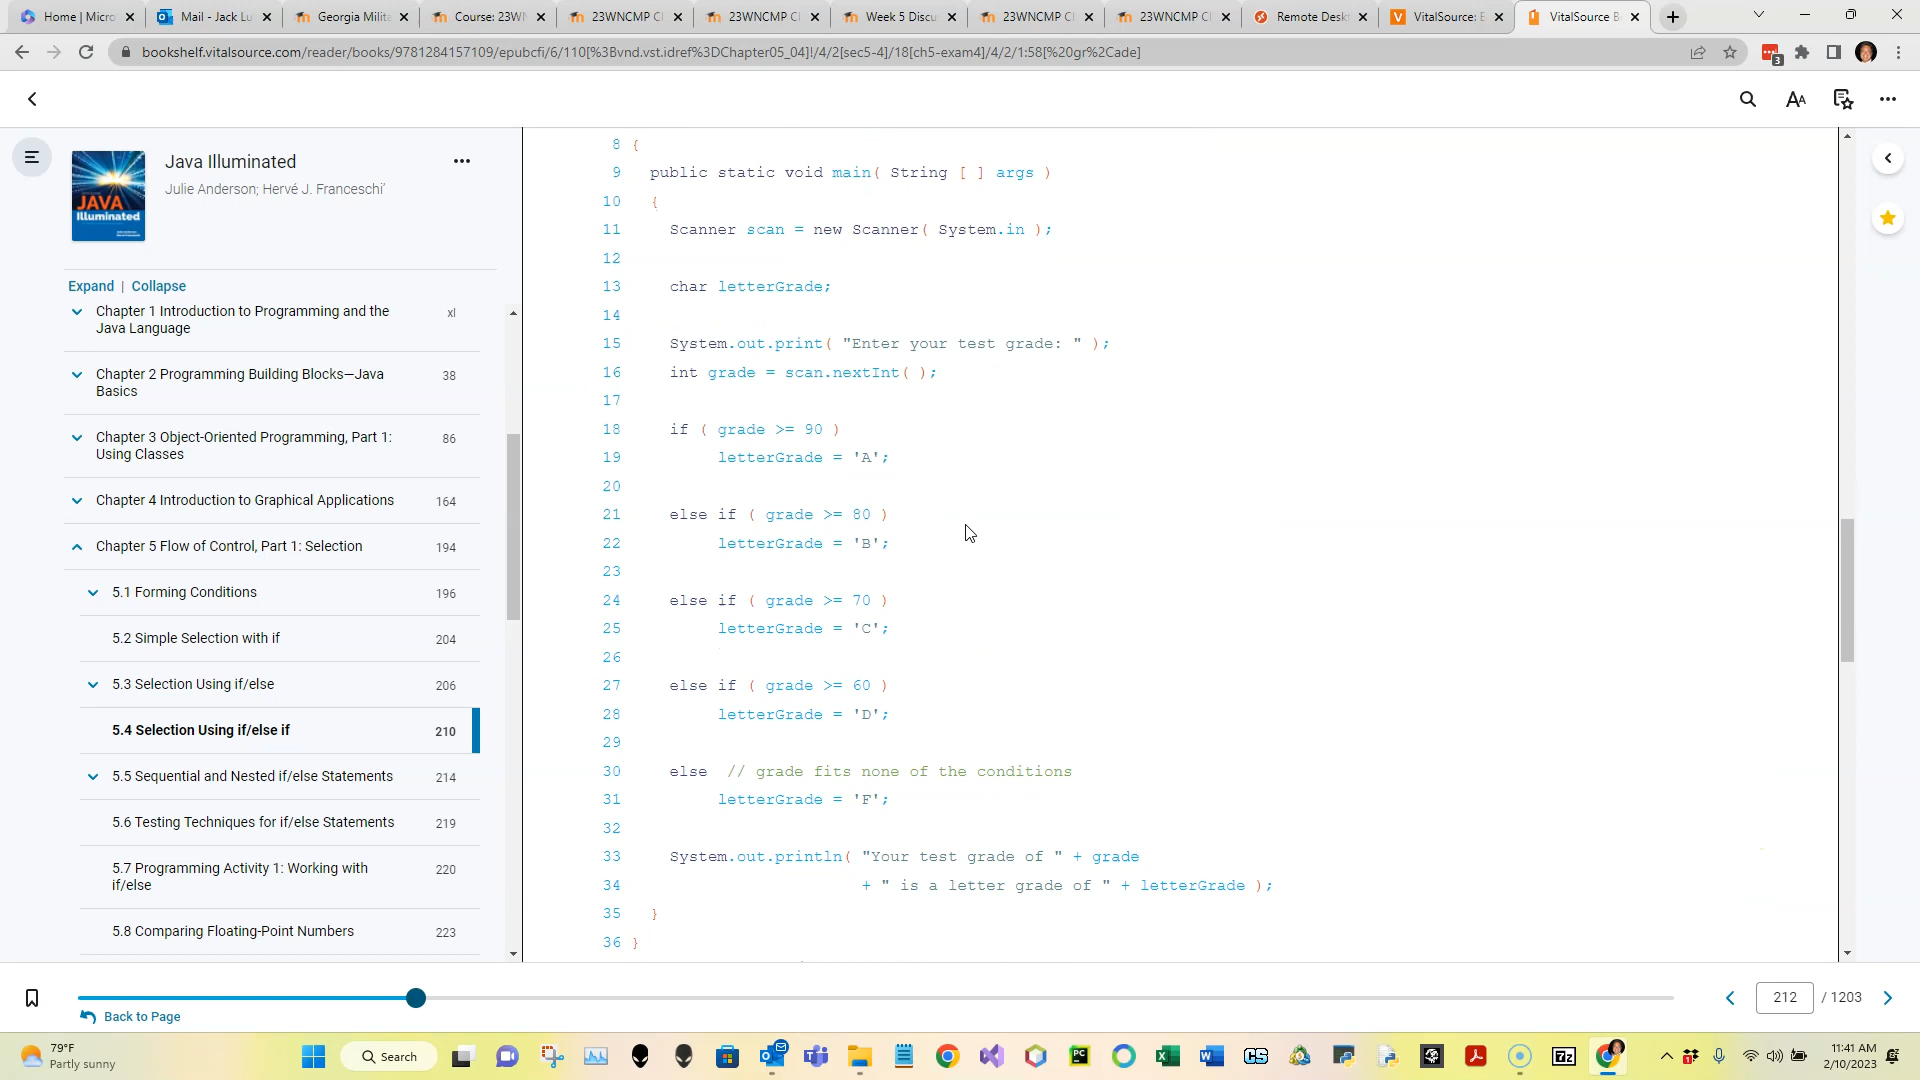 Home | Micro
Mail - Jack Lu
Georgia Milit
Course: 23WN
23WNCMP C
23WNCMP C
Week 5 Discu
23WNCMP C
23WNCMP C
Remote Desk
VitalSource: E
VitalSource B
bookshelf.vitalsource.com/reader/books/9781284157109/epubcfi/6/110[%3Bvnd.vst.idref%3DChapter05_04]!/4/2[sec5-4]/18[ch5-exam4]/4/2/1:58[%20gr%2Cade]
3
AA
JAVA
Illuminated
Java Illuminated
Julie Anderson; Hervé J. Franceschi’
Expand | Collapse
Chapter 1 Introduction to Programming and the xl
Java Language
Chapter 2 Programming Building Blocks—Java 38
Basics
Chapter 3 Object-Oriented Programming, Part 1: 86
Using Classes
Chapter 4 Introduction to Graphical Applications 164
Chapter 5 Flow of Control, Part 1: Selection 194
5.1 Forming Conditions 196
5.2 Simple Selection with if 204
5.3 Selection Using if/else 206
5.4 Selection Using if/else if 210
5.5 Sequential and Nested if/else Statements 214
5.6 Testing Techniques for if/else Statements 219
5.7 Programming Activity 1: Working with 220
if/else
5.8 Comparing Floating-Point Numbers 223
8 {
9 public static void main( String [ ] args )
10 {
11 Scanner scan = new Scanner( System.in );
12
13 char letterGrade;
14
15 System.out.print( "Enter your test grade: " );
16 int grade = scan.nextInt( );
17
18 if ( grade >= 90 )
19 letterGrade = 'A';
20
21 else if ( grade >= 80 )
22 letterGrade = 'B';
23
24 else if ( grade >= 70 )
25 letterGrade = 'C';
26
27 else if ( grade >= 60 )
28 letterGrade = 'D';
29
30 else // grade fits none of the conditions
31 letterGrade = 'F';
32
33 System.out.println( "Your test grade of " + grade
34 + " is a letter grade of " + letterGrade );
35 }
36 }
Back to Page
212 / 1203
79°F
Partly sunny
Search
PC
CS
7z
1
11:41 AM
2/10/2023